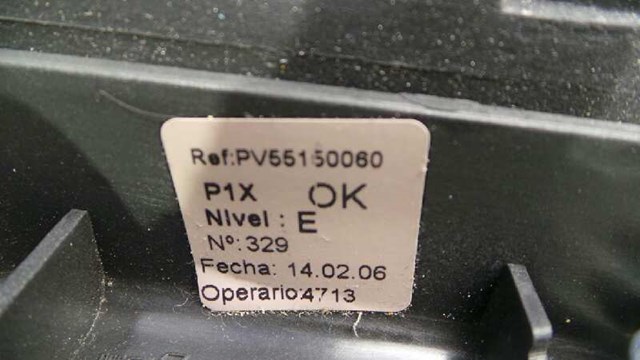 Ref:PV55150060
P1X OK
Nivel : E
Nº:329
Fecha: 14.02.06
Operario:4713